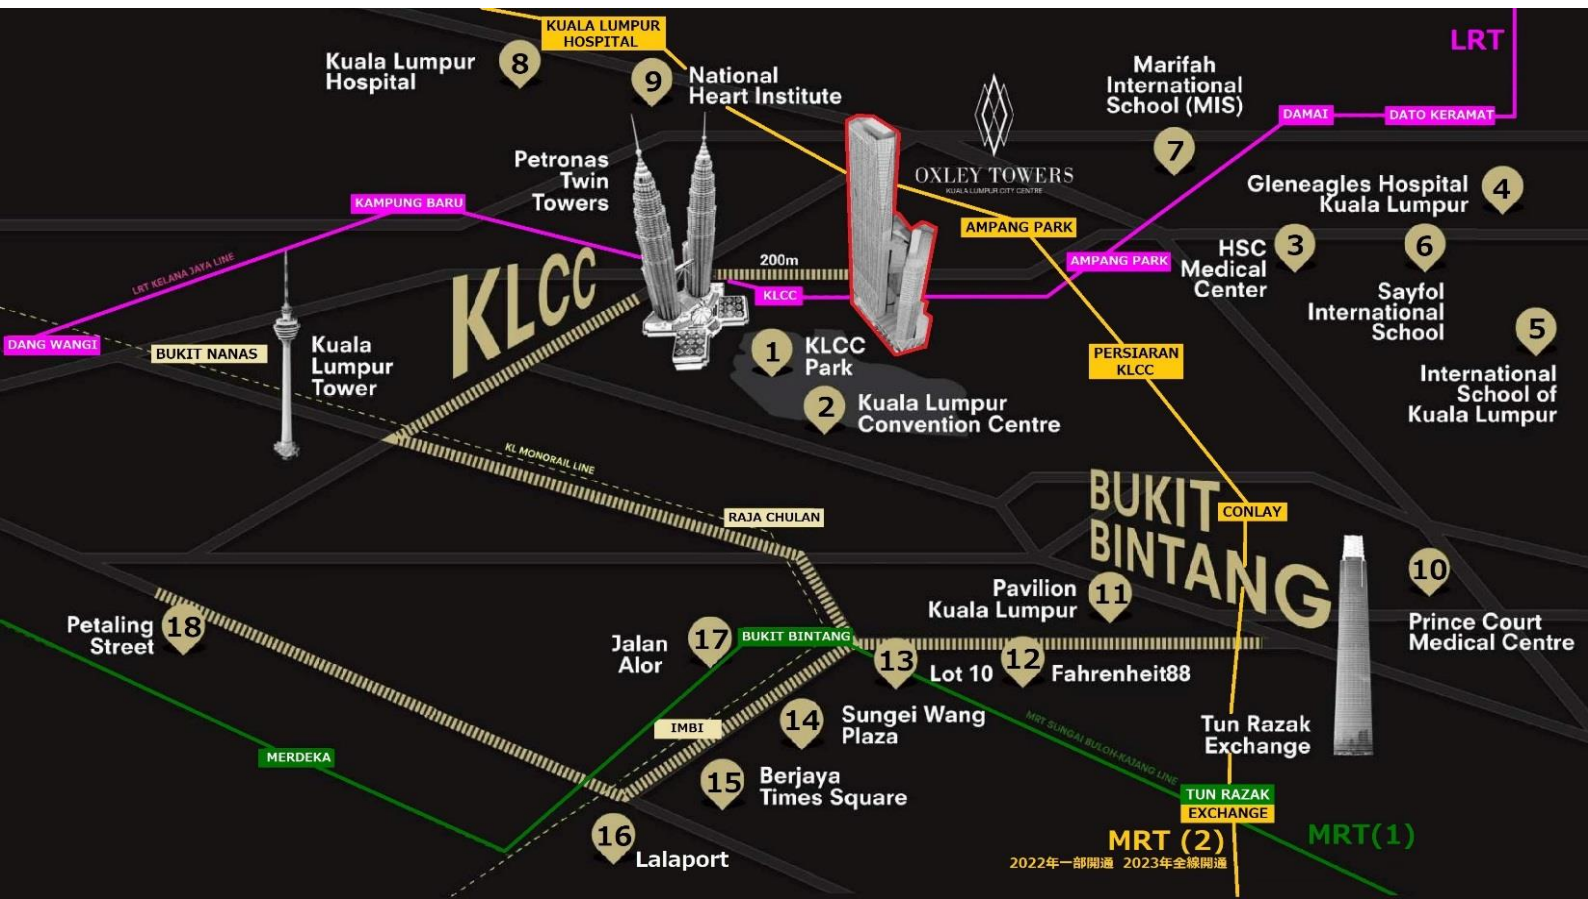 KUALA LUMPUR
HOSPITAL
LRT
Kuala Lumpur
Hospital
8
9
National
Heart Institute
Marifah
International
School (MIS)
7
DAMAI
DATO KERAMAT
Petronas
Twin
Towers
OXLEY TOWERS
KUALA LUMPUR CITY CENTRE
Gleneagles Hospital
Kuala Lumpur
4
KAMPUNG BARU
AMPANG PARK
HSC
Medical
Center
3
6
Sayfol
International
School
LRT KELANA JAYA LINE
KLCC
200m
KLCC
AMPANG PARK
DANG WANGI
BUKIT NANAS
Kuala
Lumpur
Tower
1
KLCC
Park
PERSIARAN
KLCC
5
International
School of
Kuala Lumpur
2
Kuala Lumpur
Convention Centre
KL MONORAIL LINE
RAJA CHULAN
BUKIT
BINTANG
CONLAY
10
Prince Court
Medical Centre
Pavilion
Kuala Lumpur
11
Petaling
Street
18
Jalan
Alor
17
BUKIT BINTANG
13
Lot 10
12
Fahrenheit88
IMBI
14
Sungei Wang
Plaza
MRT SUNGAI BULOH-KAJANG LINE
Tun Razak
Exchange
MERDEKA
15
Berjaya
Times Square
TUN RAZAK
EXCHANGE
16
Lalaport
MRT (2)
2022年一部開通 2023年全線開通
MRT(1)